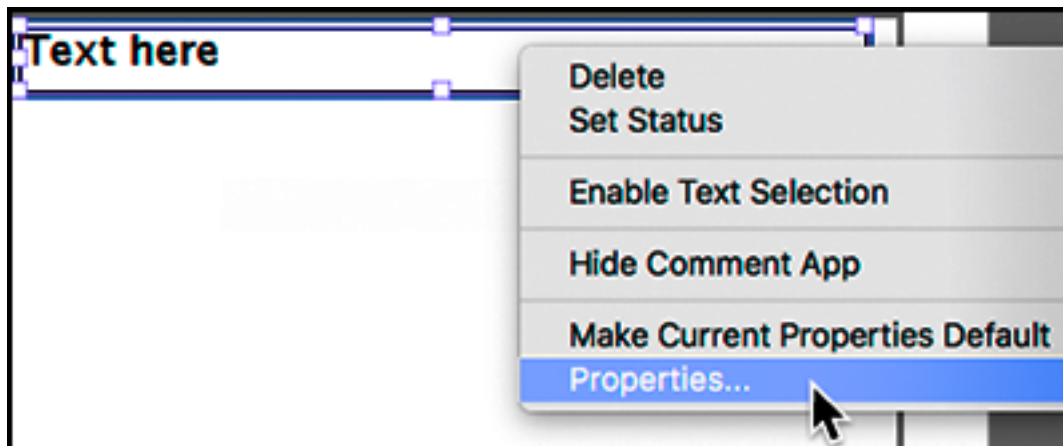 Text here
Delete
Set Status
Enable Text Selection
Hide Comment App
Make Current Properties Default
Properties...